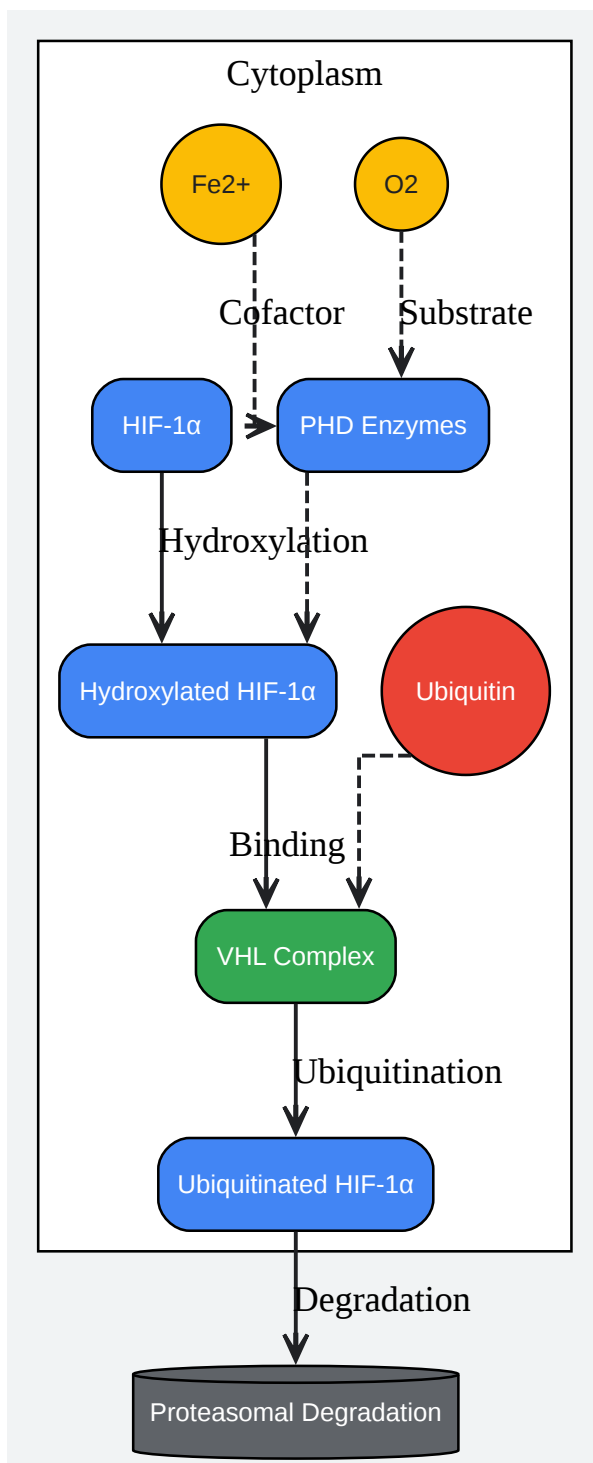 Cytoplasm
Fe2+
O2
Cofactor
Substrate
HIF-1α
PHD Enzymes
Hydroxylation
Hydroxylated HIF-1α
Ubiquitin
Binding
VHL Complex
Ubiquitination
Ubiquitinated HIF-1α
Degradation
Proteasomal Degradation